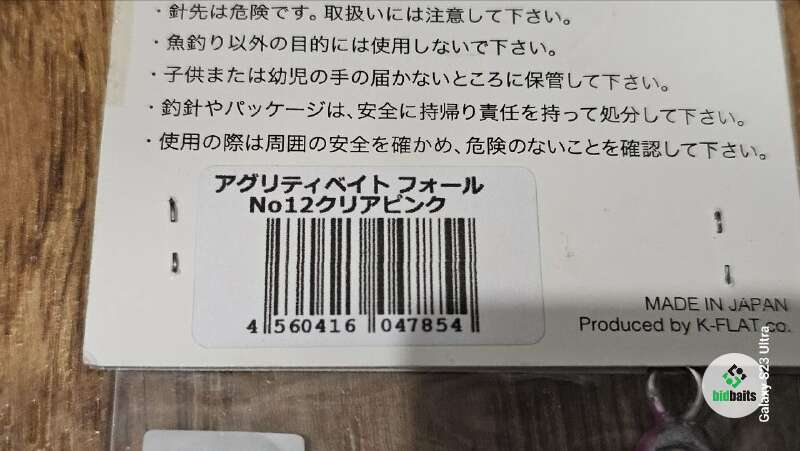 ・針先は危険です。取扱いには注意して下さい。
・魚釣り以外の目的には使用しないで下さい。
・子供または幼児の手の届かないところに保管して下さい。
・釣針やパッケージは、安全に持帰り責任を持って処分して下さい。
・使用の際は周囲の安全を確かめ、危険のないことを確認して下さい。
アグリティベイト フォール
No12クリアピンク
4 560416 047854
MADE IN JAPAN
Produced by K-FLAT co.
bidbaits
Galaxy S23 Ultra